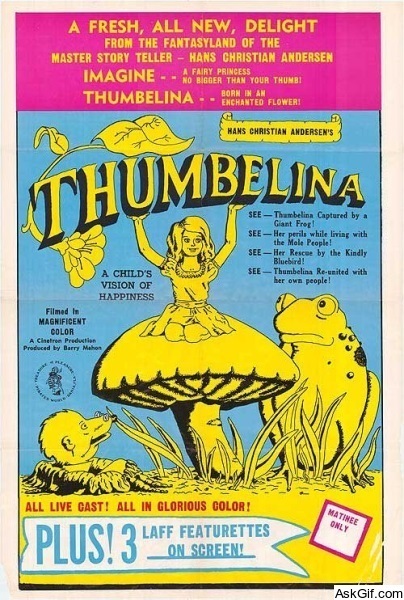 A FRESH, ALL NEW, DELIGHT
FROM THE FANTASYLAND OF THE
MASTER STORY TELLER - HANS CHRISTIAN ANDERSEN
IMAGINE - - A FAIRY PRINCESS
NO BIGGER THAN YOUR THUMB!
THUMBELINA - - BORN IN AN
ENCHANTED FLOWER!
HANS CHRISTIAN ANDERSEN'S
THUMBELINA
SEE — Thumbelina Captured by a
Giant Frog!
SEE — Her perils while living with
the Mole People!
SEE — Her Rescue by the Kindly
Bluebird!
SEE — Thumbelina Re-united with
her own people!
A CHILD'S
VISION OF
HAPPINESS
Filmed In
MAGNIFICENT
COLOR
A Cinetron Production
Produced by Barry Mahon
ALL LIVE CAST! ALL IN GLORIOUS COLOR!
PLUS! 3 LAFF FEATURETTES
ON SCREEN!
MATINEE
ONLY
AskGif.com